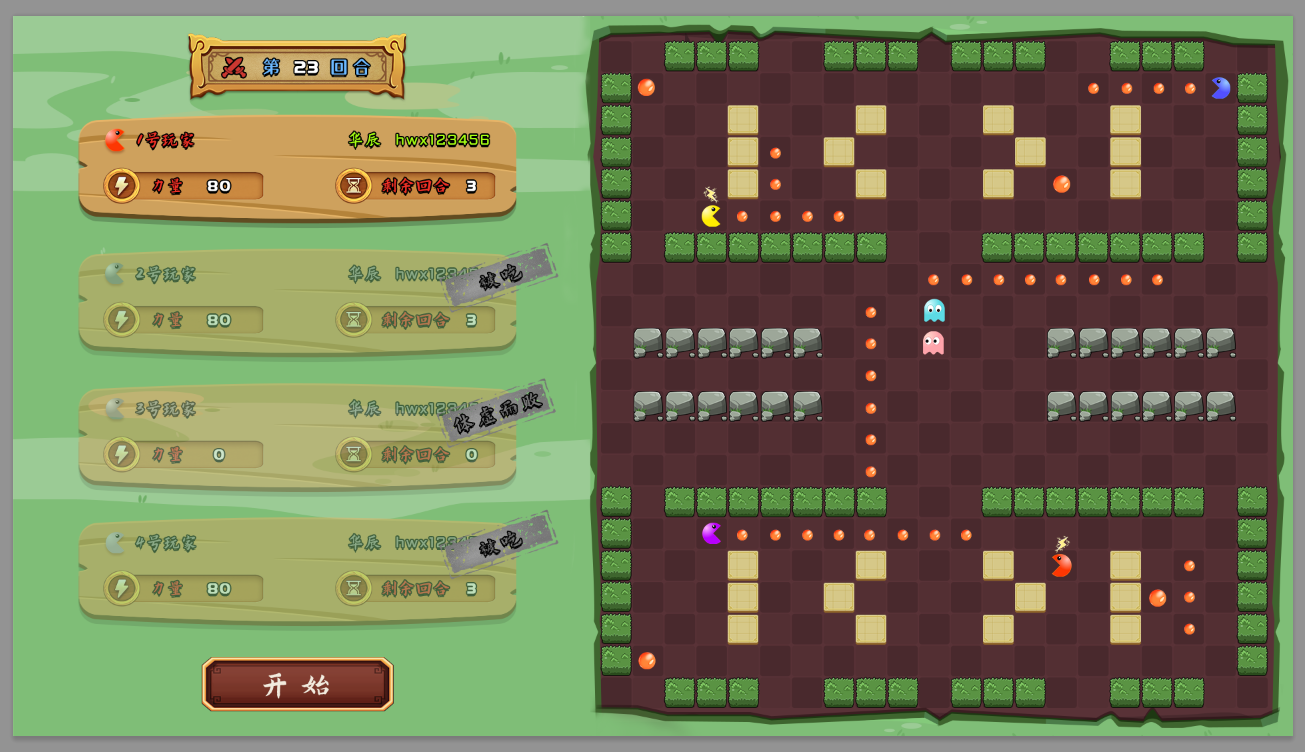 第 23 回合
1号玩家 华辰 hwx123456
力量 80 剩余回合 3
2号玩家 华辰 hwx12345
被吃
力量 80 剩余回合 3
3号玩家 华辰 hwx12345
体虚而败
力量 0 剩余回合 0
4号玩家 华辰 hwx12345
被吃
力量 80 剩余回合 3
开始